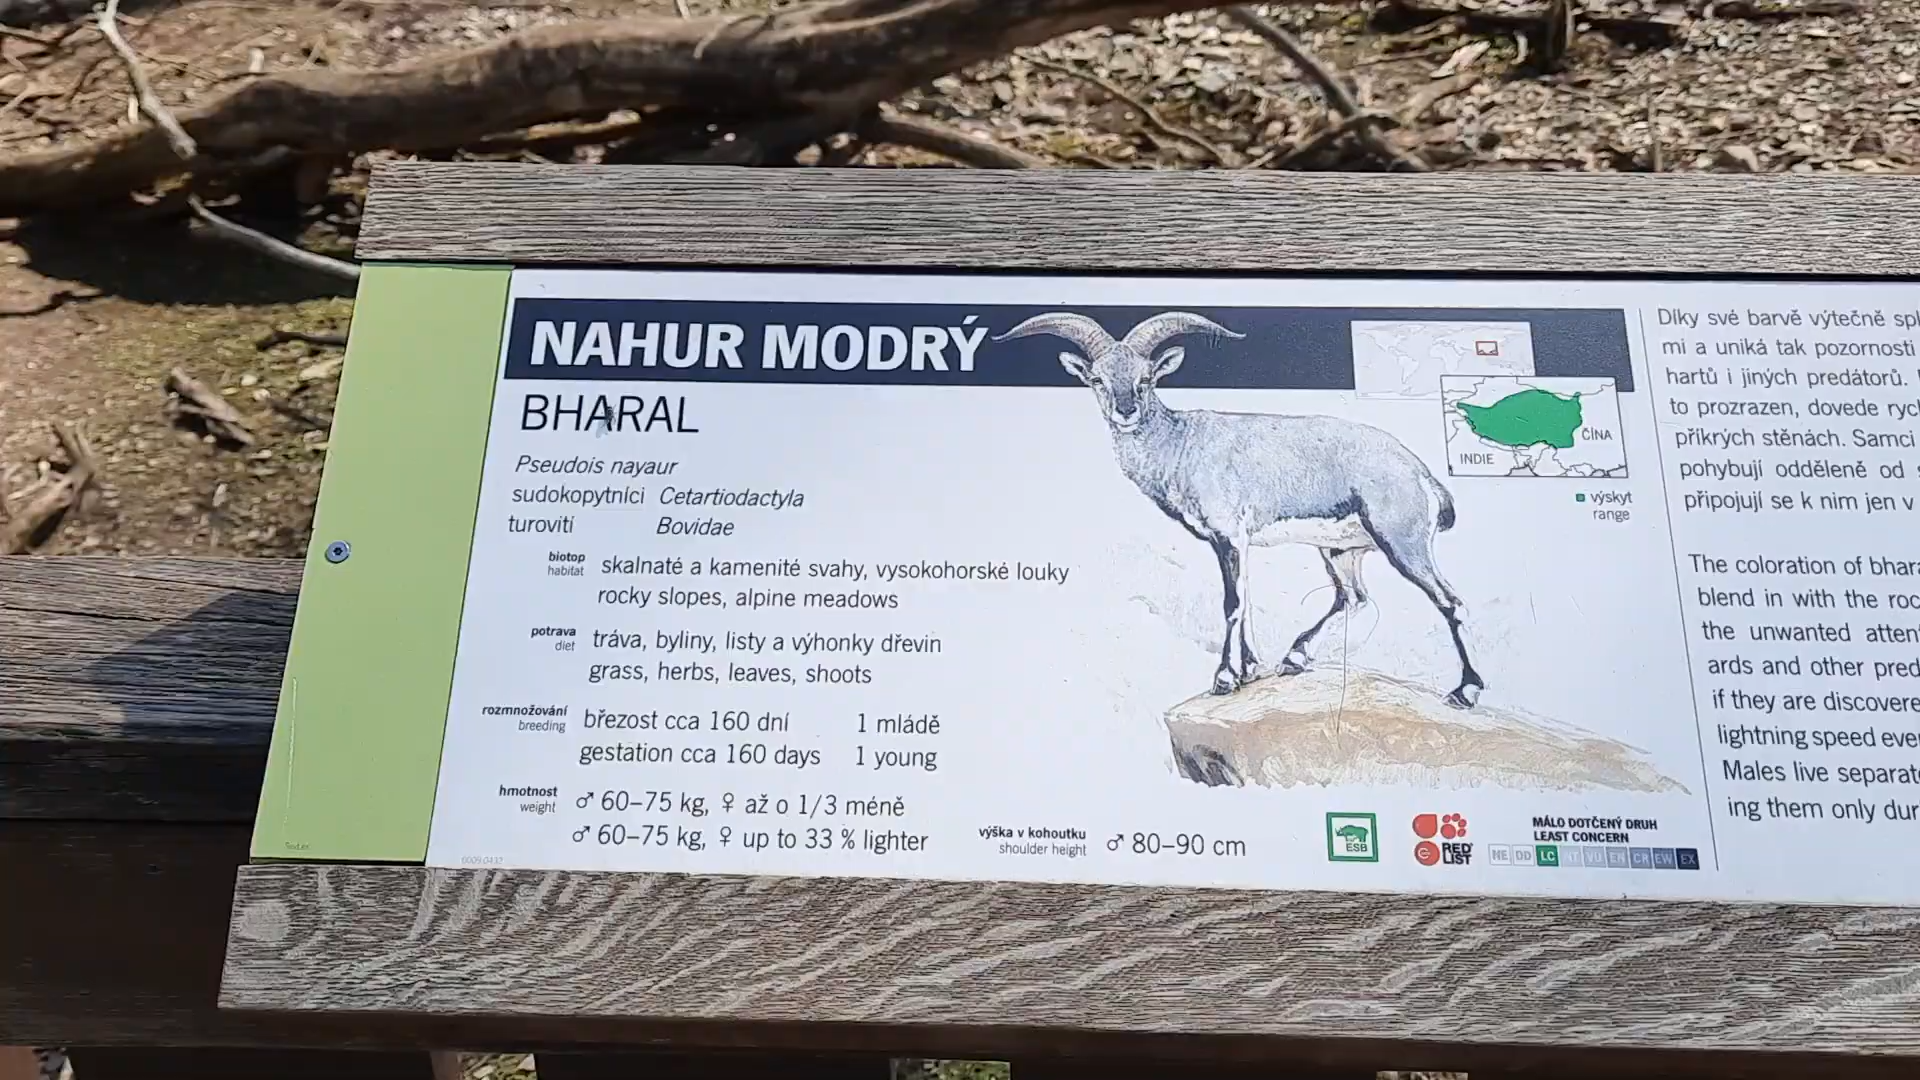 NAHUR MODRÝ
BHARAL
Pseudois nayaur
sudokopytníci Cetartiodactyla
turovití Bovidae
biotop
habitat
skalnaté a kamenité svahy, vysokohorské louky
rocky slopes, alpine meadows
potrava
diet
tráva, byliny, listy a výhonky dřevin
grass, herbs, leaves, shoots
rozmnožování
breeding
březost cca 160 dní 1 mládě
gestation cca 160 days 1 young
hmotnost
weight
♂ 60–75 kg, ♀ až o 1/3 méně
♂ 60–75 kg, ♀ up to 33 % lighter
výška v kohoutku
shoulder height
♂ 80–90 cm
ČÍNA
INDIE
výskyt
range
ESB
RED
LIST
MÁLO DOTČENÝ DRUH
LEAST CONCERN
NE DD LC NT VU EN CR EW EX
Díky své barvě výtečně spl
mi a uniká tak pozornosti
hartů i jiných predátorů.
to prozrazen, dovede rych
příkrých stěnách. Samci
pohybují odděleně od
připojují se k nim jen v
The coloration of bhara
blend in with the roc
the unwanted atten
ards and other pred
if they are discovere
lightning speed eve
Males live separat
ing them only dur